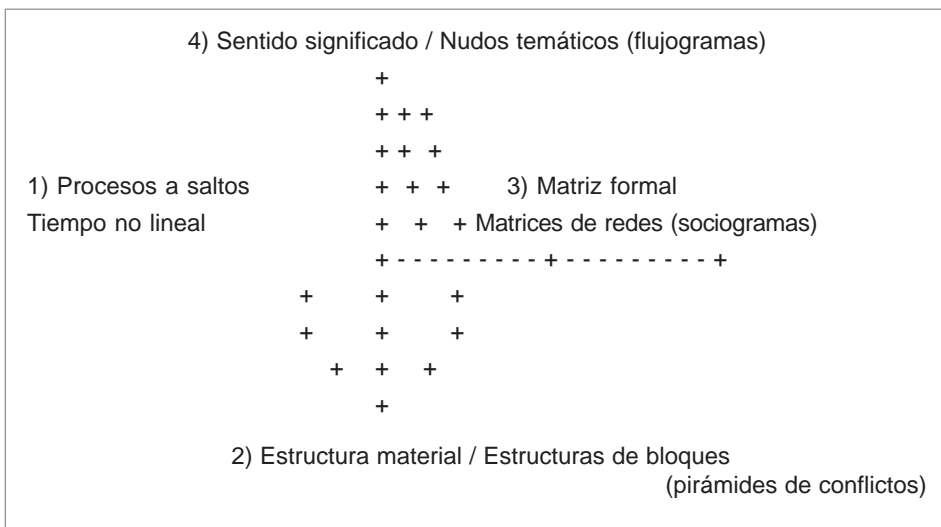 4) Sentido significado / Nudos temáticos (flujogramas)
+
+ + +
+ + +
1) Procesos a saltos + + + 3) Matriz formal
Tiempo no lineal + + + Matrices de redes (sociogramas)
+ - - - - - - - - - + - - - - - - - - - +
+ + +
+ + +
+ + +
+
2) Estructura material / Estructuras de bloques
(pirámides de conflictos)